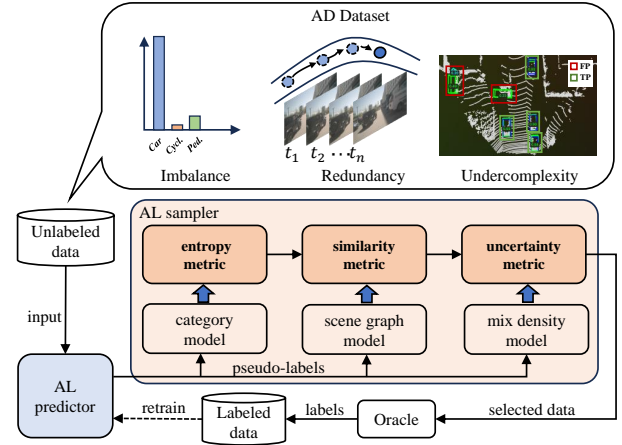 AD Dataset
FP
TP
Car
Cycl.
Ped.
t1 t2 ... tn
Imbalance
Redundancy
Undercomplexity
AL sampler
Unlabeled
data
entropy
metric
similarity
metric
uncertainty
metric
input
category
model
scene graph
model
mix density
model
pseudo-labels
AL
predictor
retrain
Labeled
data
labels
Oracle
selected data